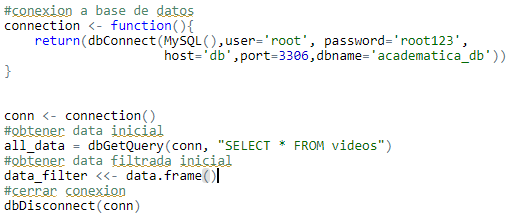 #conexion a base de datos
connection <- function(){
    return(dbConnect(MySQL(),user='root', password='root123',
                     host='db',port=3306,dbname='academatica_db'))
}
conn <- connection()
#obtener data inicial
all_data = dbGetQuery(conn, "SELECT * FROM videos")
#obtener data filtrada inicial
data_filter <<- data.frame()
#cerrar conexion
dbDisconnect(conn)